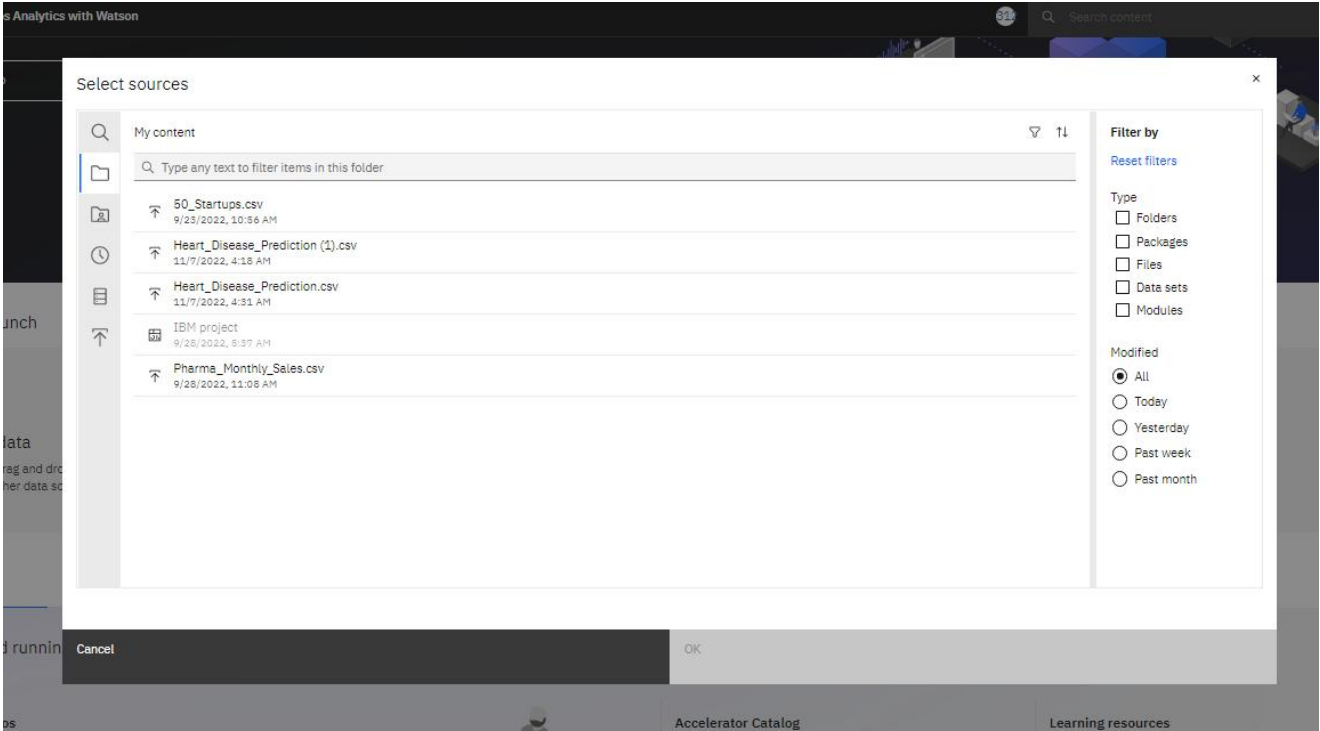 s Analytics with Watson
Search content
Select sources
×
My content
Type any text to filter items in this folder
50_Startups.csv
9/23/2022, 10:56 AM
Heart_Disease_Prediction (1).csv
11/7/2022, 4:18 AM
Heart_Disease_Prediction.csv
11/7/2022, 4:31 AM
IBM project
9/28/2022, 5:37 AM
Pharma_Monthly_Sales.csv
9/28/2022, 11:08 AM
Filter by
Reset filters
Type
Folders
Packages
Files
Data sets
Modules
Modified
All
Today
Yesterday
Past week
Past month
unch
data
rag and dro
her data so
Cancel
OK
d runnin
os
Accelerator Catalog
Learning resources